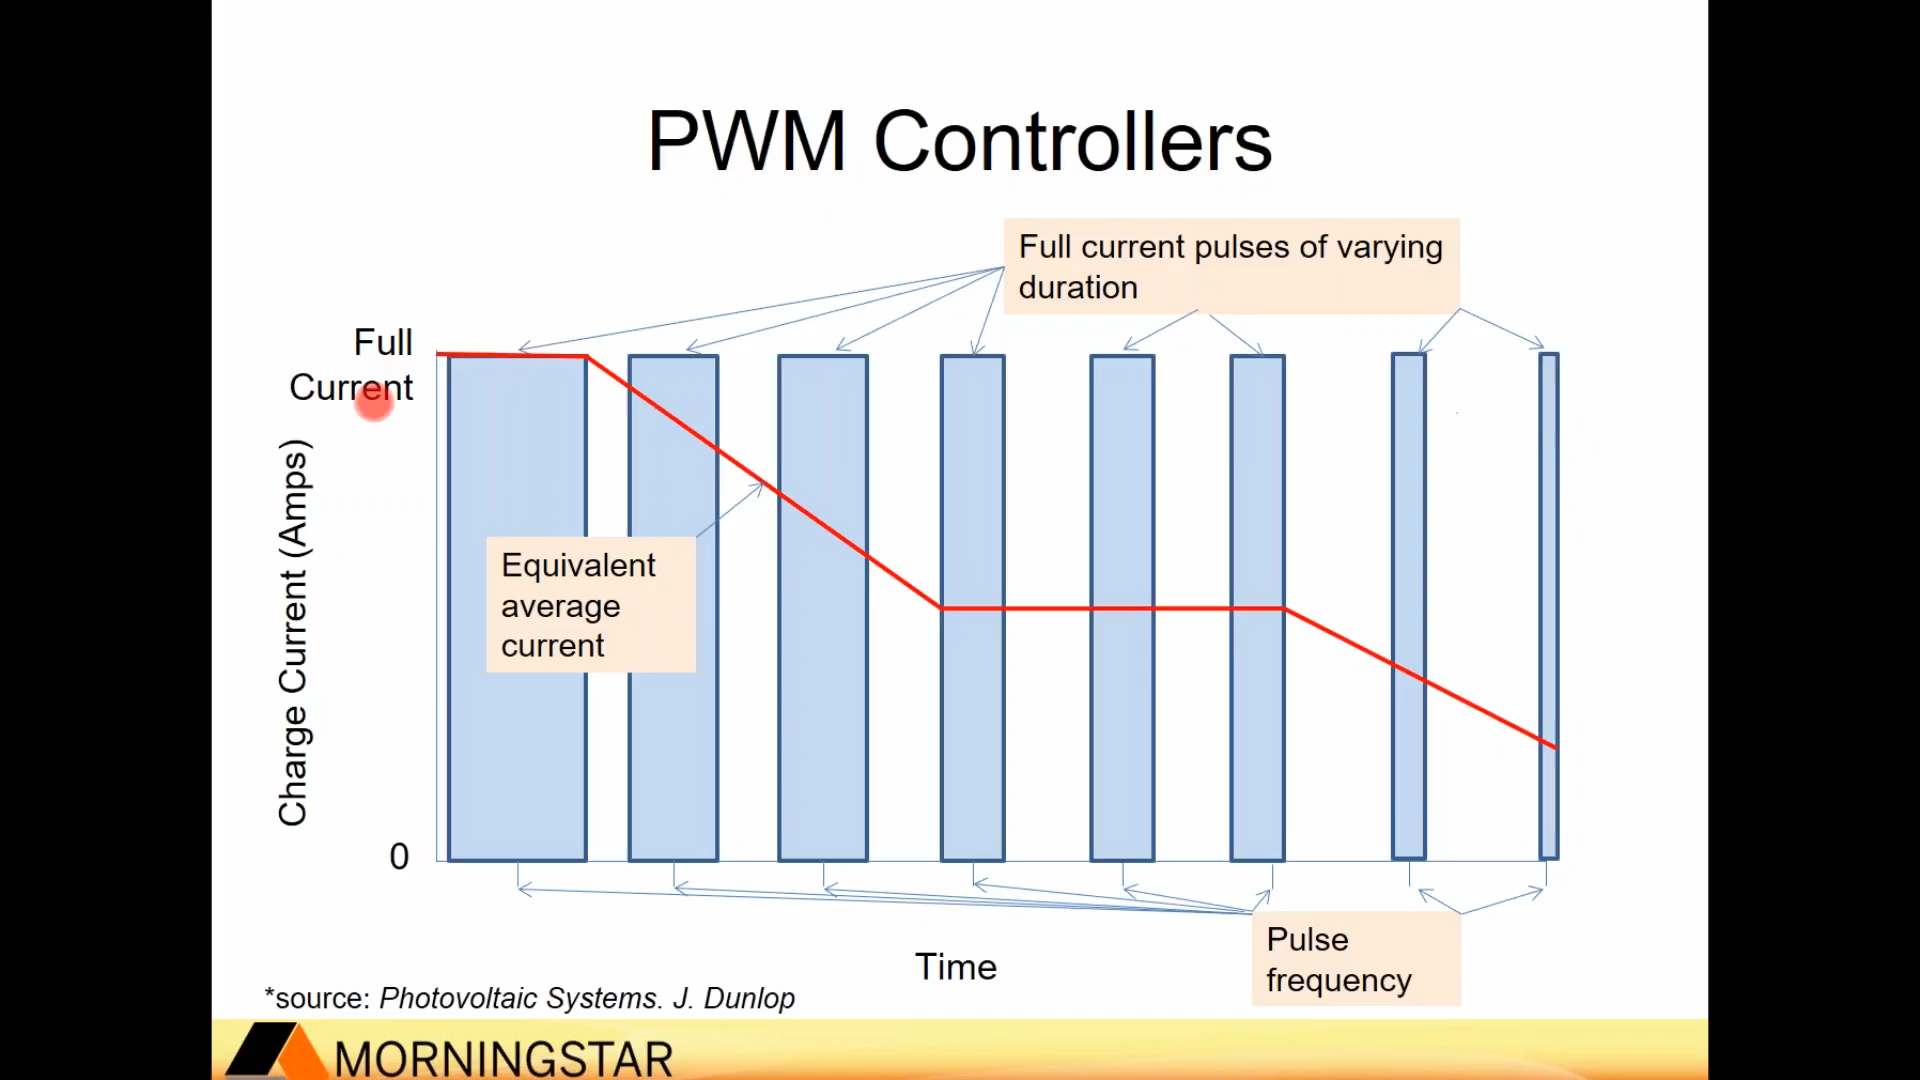 PWM Controllers
Full current pulses of varying
duration
Full
Current
Charge Current (Amps)
Equivalent
average
current
0
Pulse
frequency
Time
*source: Photovoltaic Systems. J. Dunlop
MORNINGSTAR